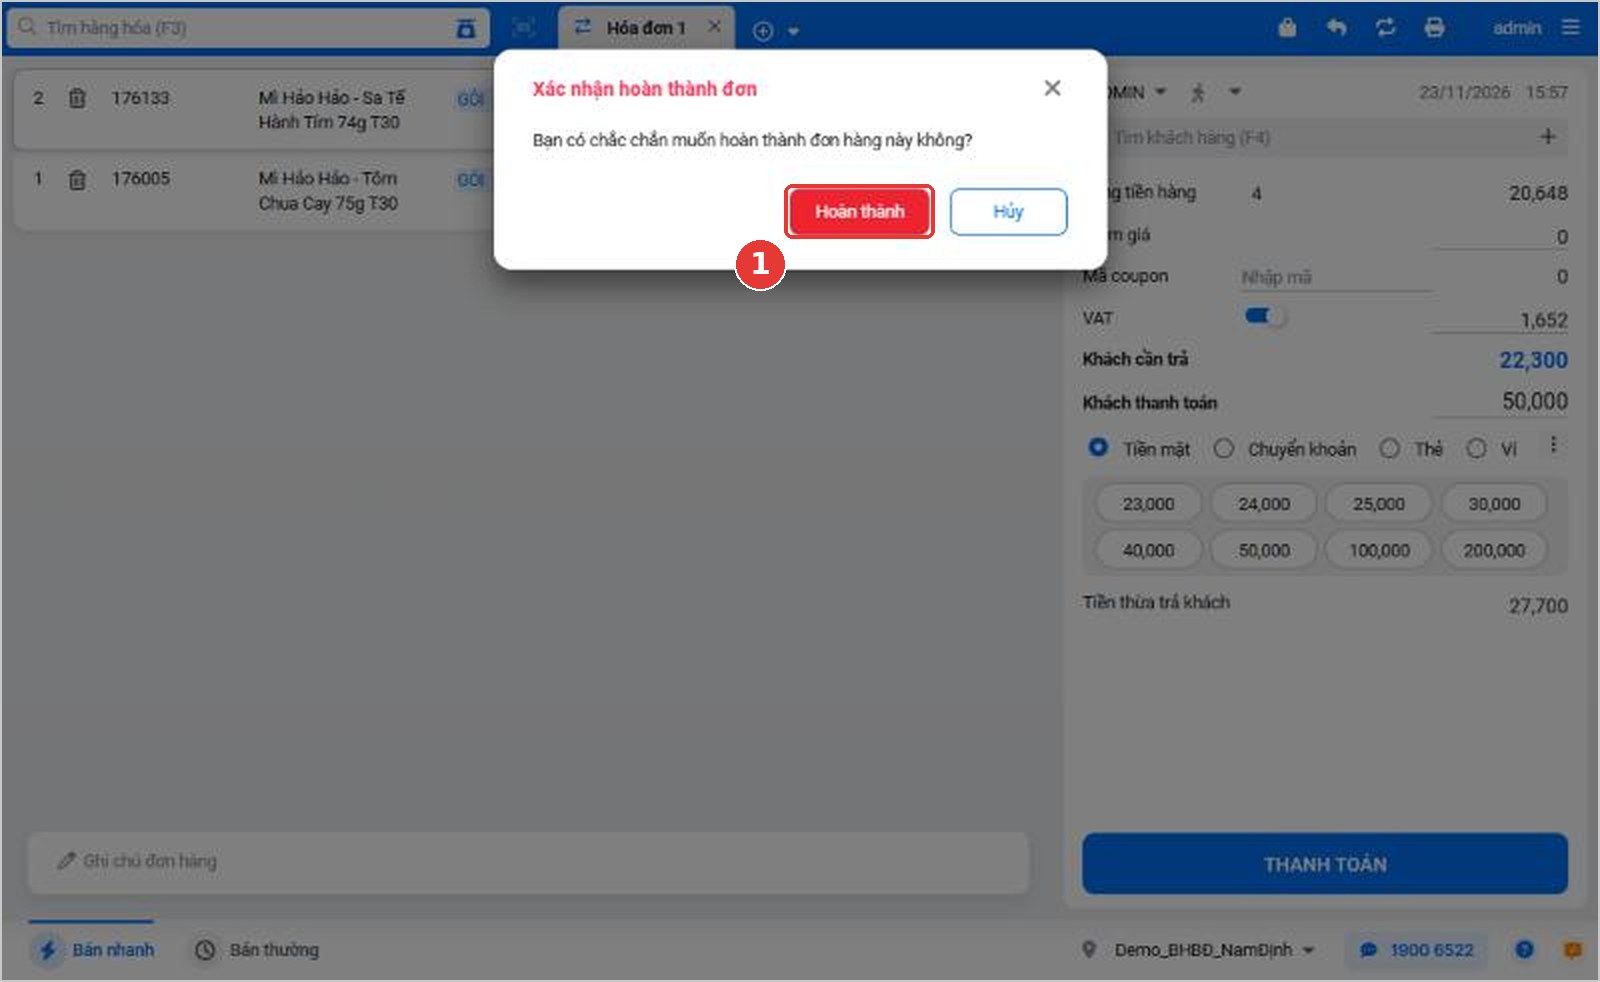 Tìm hàng hóa (F3)
Hóa đơn 1
admin
Xác nhận hoàn thành đơn
Bạn có chắc chắn muốn hoàn thành đơn hàng này không?
Hoàn thành
Hủy
1
2 176133 Mì Hảo Hảo - Sa Tế
Hành Tím 74g T30
GÓI
1 176005 Mì Hảo Hảo - Tôm
Chua Cay 75g T30
GÓI
23/11/2026 15:57
Tìm khách hàng (F4)
tiền hàng 4 20,648
giá 0
Mã coupon Nhập mã 0
VAT 1,652
Khách cần trả 22,300
Khách thanh toán 50,000
Tiền mặt Chuyển khoản Thẻ Ví
23,000 24,000 25,000 30,000
40,000 50,000 100,000 200,000
Tiền thừa trả khách 27,700
Ghi chú đơn hàng
THANH TOÁN
Bán nhanh Bán thường
Demo_BHBĐ_NamĐịnh 1900 6522